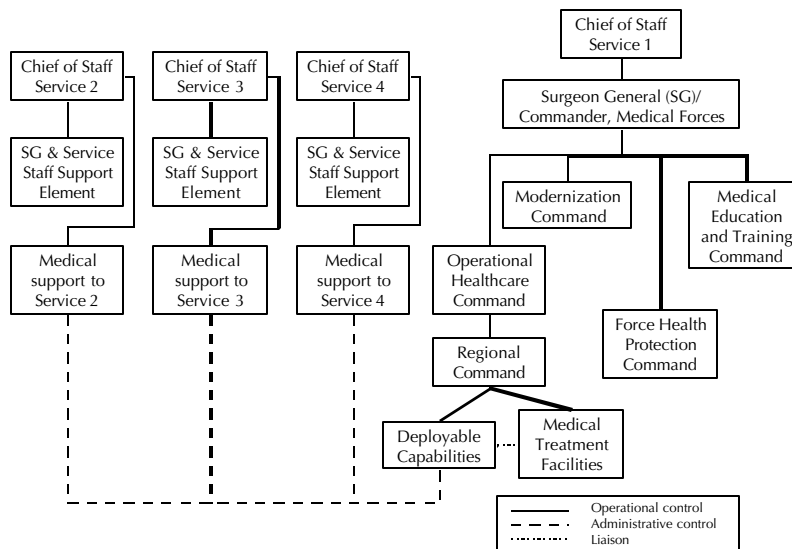 Chief of Staff
Service 1
Chief of Staff
Service 2
Chief of Staff
Service 3
Chief of Staff
Service 4
Surgeon General (SG)/
Commander, Medical Forces
SG & Service
Staff Support
Element
SG & Service
Staff Support
Element
SG & Service
Staff Support
Element
Modernization
Command
Medical
Education
and Training
Command
Medical
support to
Service 2
Medical
support to
Service 3
Medical
support to
Service 4
Operational
Healthcare
Command
Force Health
Protection
Command
Regional
Command
Deployable
Capabilities
Medical
Treatment
Facilities
Operational control
Administrative control
Liaison